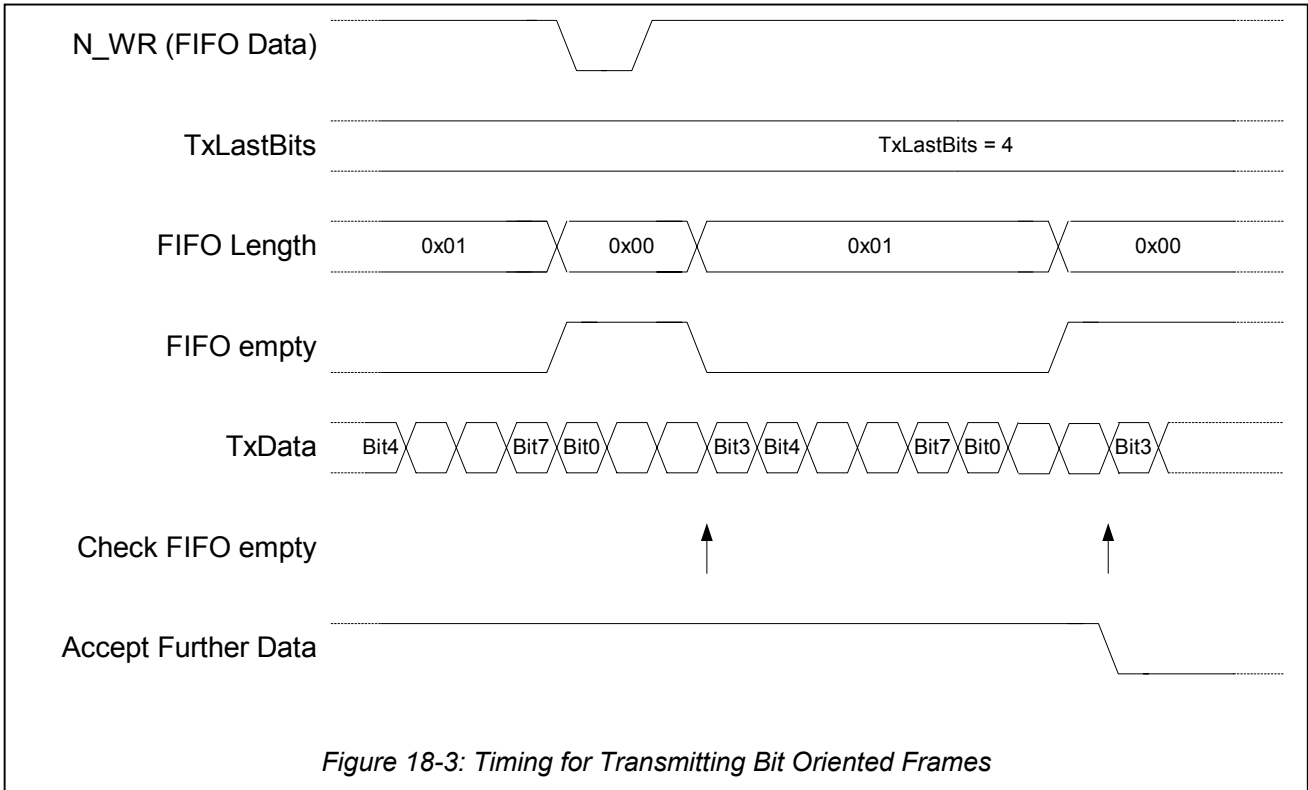 N_WR (FIFO Data)
TxLastBits
TxLastBits = 4
FIFO Length
0x01
0x00
0x01
0x00
FIFO empty
TxData
Bit4
Bit7
Bit0
Bit3
Bit4
Bit7
Bit0
Bit3
Check FIFO empty
Accept Further Data
Figure 18-3: Timing for Transmitting Bit Oriented Frames